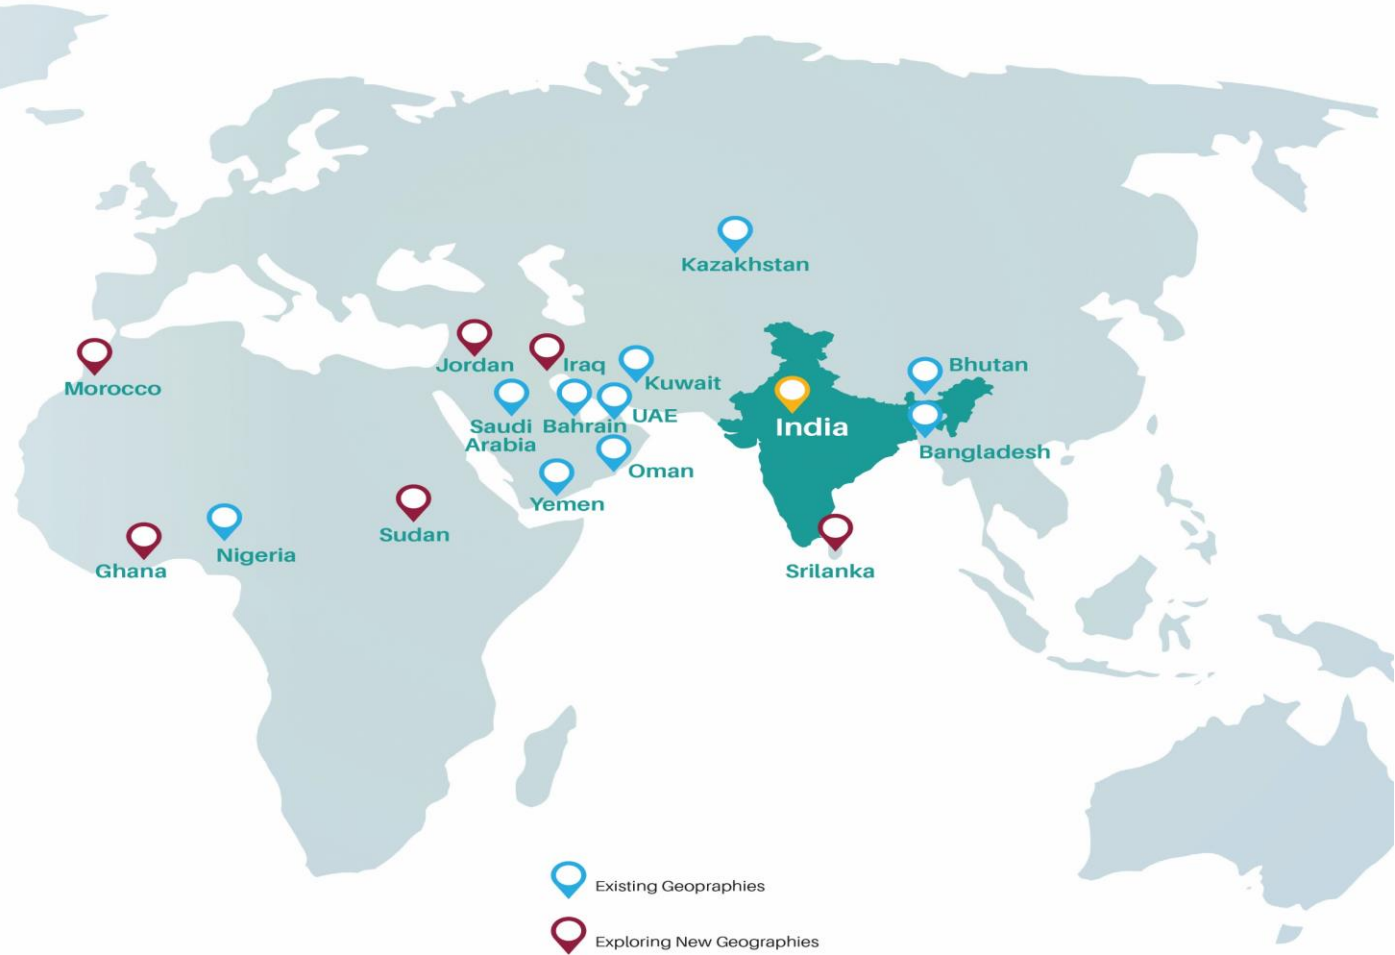 Kazakhstan
Jordan
Iraq
Kuwait
Bhutan
Morocco
Saudi
Arabia
Bahrain
UAE
India
Bangladesh
Oman
Yemen
Sudan
Nigeria
Ghana
Srilanka
Existing Geopraphies
Exploring New Geographies